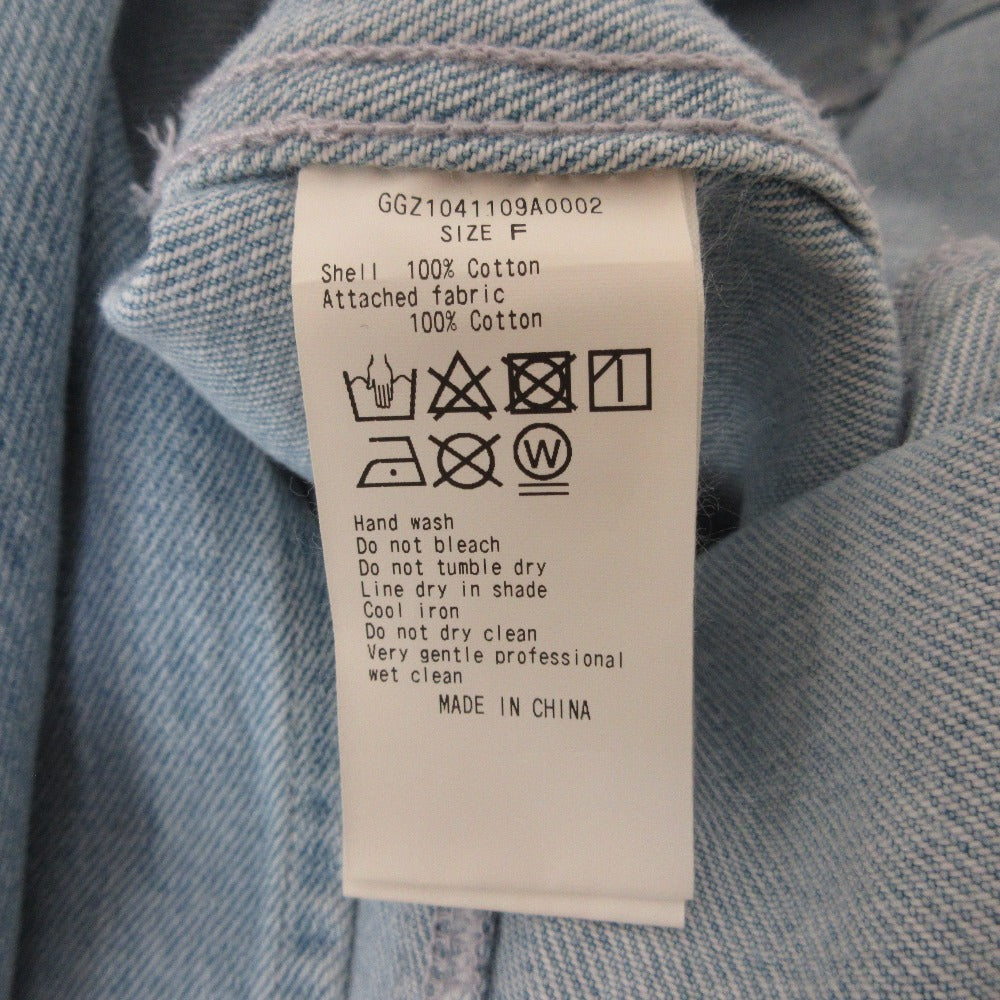 GGZ1041109A0002
SIZE F
Shell 100% Cotton
Attached fabric
100% Cotton
W
Hand wash
Do not bleach
Do not tumble dry
Line dry in shade
Cool iron
Do not dry clean
Very gentle professional
wet clean
MADE IN CHINA